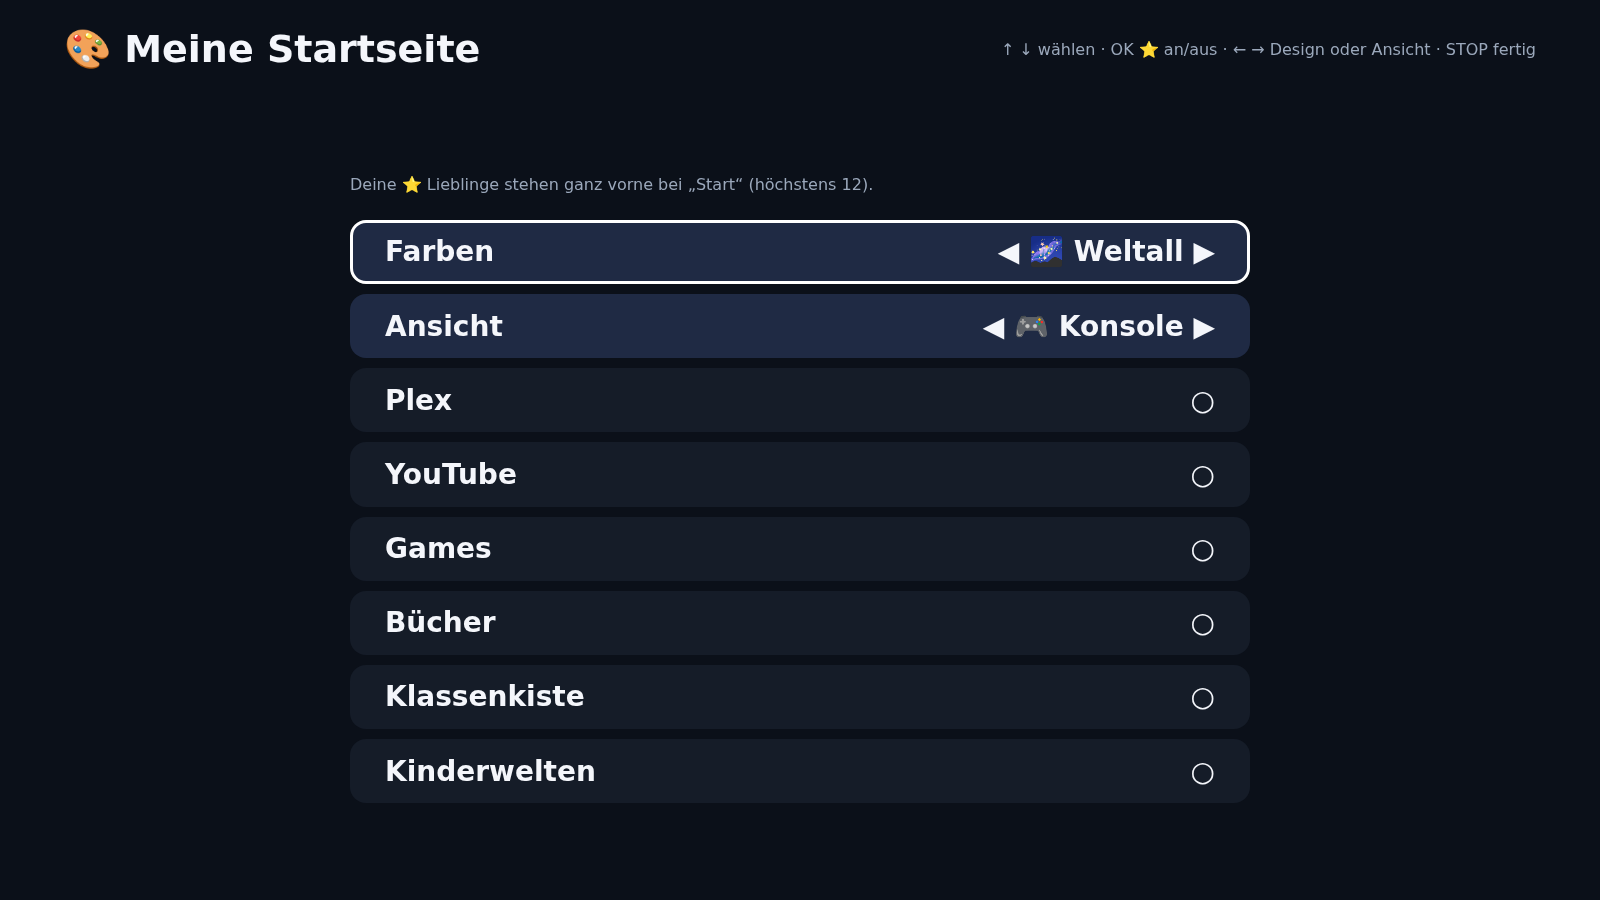 🎨 Meine Startseite
↑ ↓ wählen · OK ⭐ an/aus · ← → Design oder Ansicht · STOP fertig
Deine ⭐ Lieblinge stehen ganz vorne bei „Start“ (höchstens 12).
Farben ◀ 🌌 Weltall ▶
Ansicht ◀ 🎮 Konsole ▶
Plex ○
YouTube ○
Games ○
Bücher ○
Klassenkiste ○
Kinderwelten ○